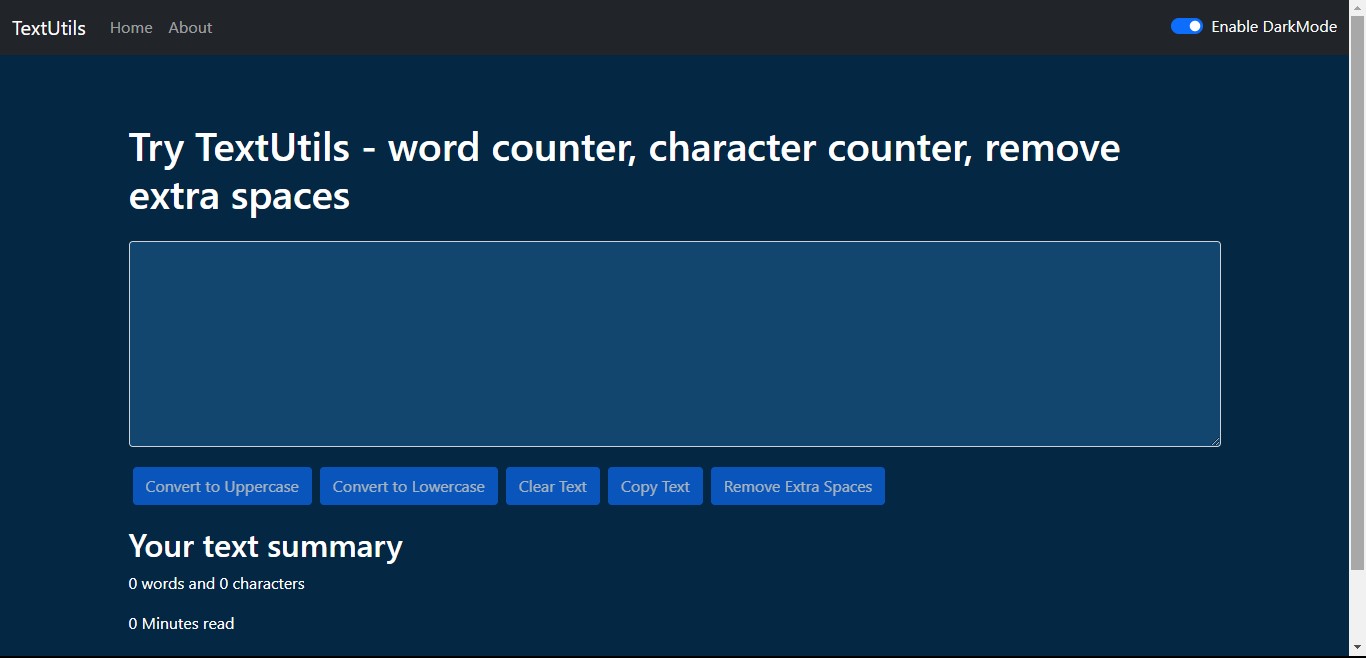 TextUtils Home About Enable DarkMode
Try TextUtils - word counter, character counter, remove
extra spaces
Convert to Uppercase Convert to Lowercase Clear Text Copy Text Remove Extra Spaces
Your text summary
0 words and 0 characters
0 Minutes read